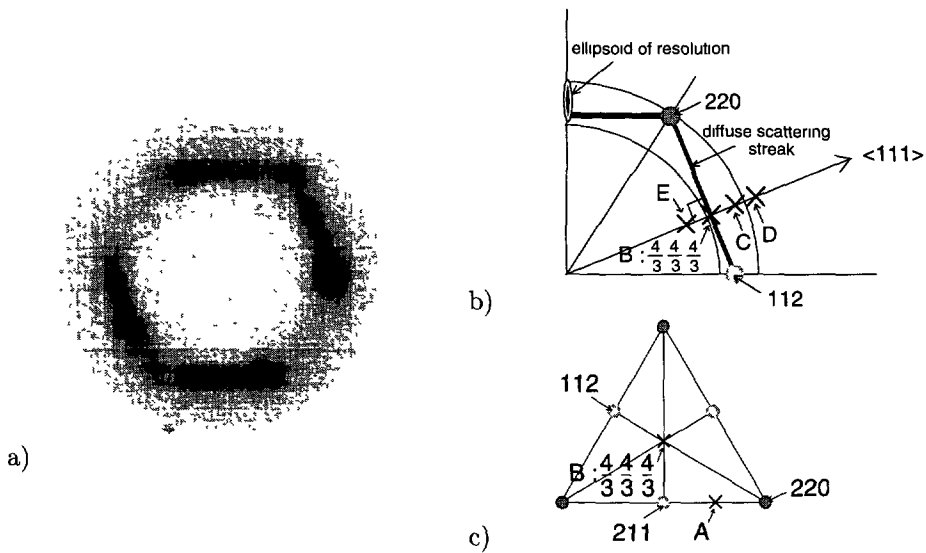 a)
b)
ellipsoid of resolution
220
diffuse scattering
streak
<111>
E
C
D
B : 4/3 4/3 4/3
112
c)
112
B : 4/3 4/3 4/3
220
211
A